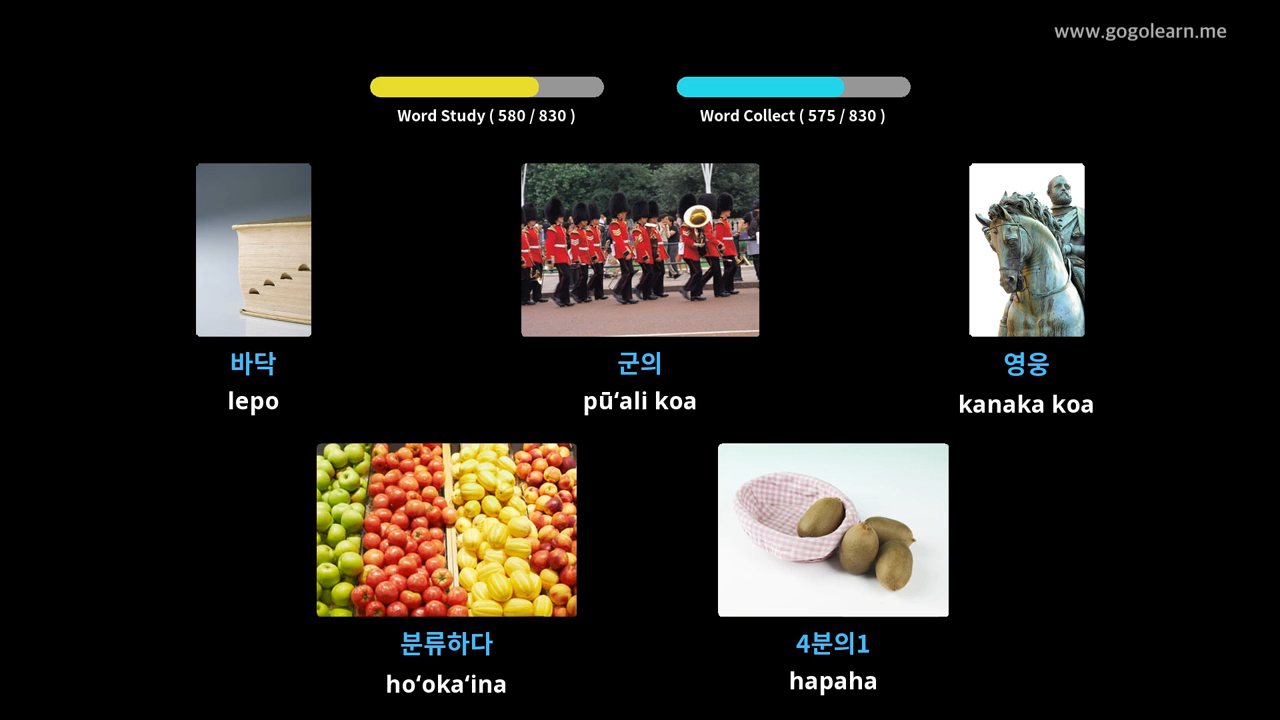 www.gogolearn.me
Word Study ( 580 / 830 )
Word Collect ( 575 / 830 )
바닥
lepo
군의
pūʻali koa
영웅
kanaka koa
분류하다
hoʻokaʻina
4분의1
hapaha